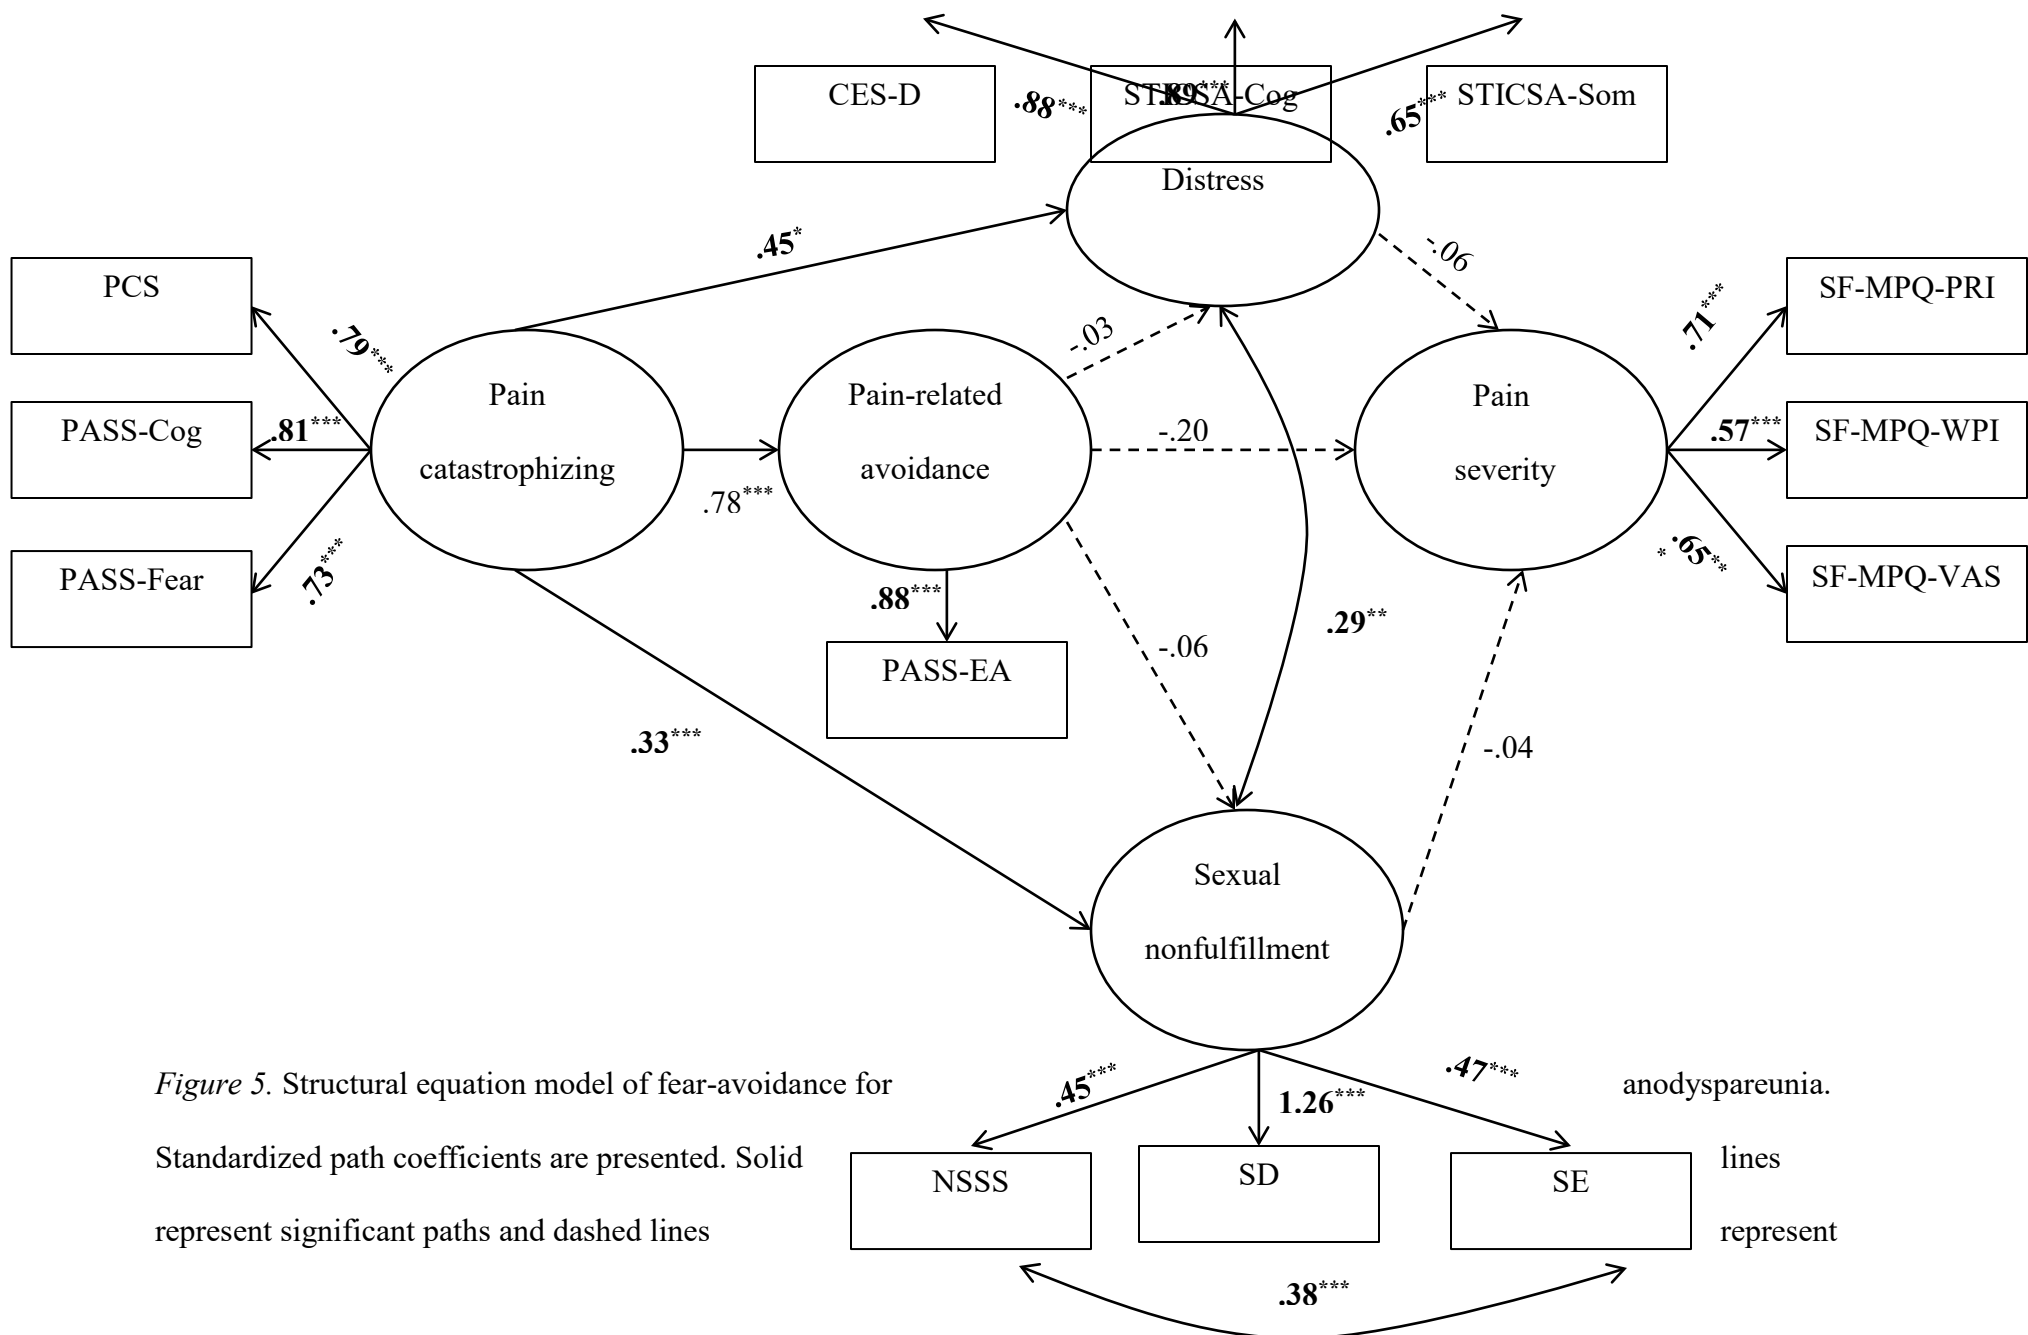 CES-D
STICSA-Cog
STICSA-Som
.88***
.89***
.65***
Distress
.45*
-.06
PCS
SF-MPQ-PRI
.79***
-.03
.71***
Pain
catastrophizing
Pain-related
avoidance
Pain
severity
PASS-Cog
.81***
-.20
.57***
SF-MPQ-WPI
.78***
PASS-Fear
.73***
.88***
.65***
SF-MPQ-VAS
.29**
-.06
PASS-EA
.33***
-.04
Sexual
nonfulfillment
.45***
1.26***
.47***
Figure 5. Structural equation model of fear-avoidance for anodyspareunia.
Standardized path coefficients are presented. Solid lines
represent significant paths and dashed lines represent
NSSS
SD
SE
.38***